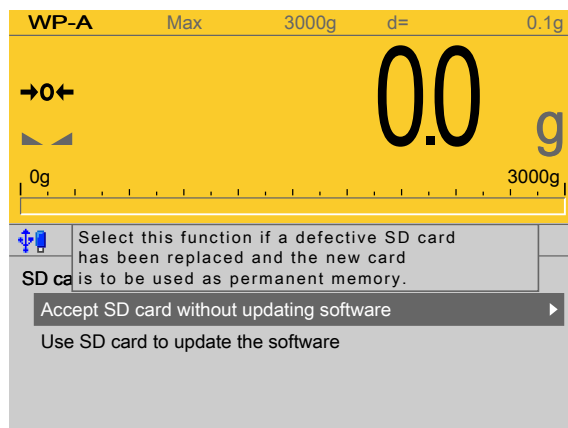 WP-A Max 3000g d= 0.1g
→0←
0.0 g
0g 3000g
Select this function if a defective SD card
has been replaced and the new card
is to be used as permanent memory.
SD ca
Accept SD card without updating software
Use SD card to update the software